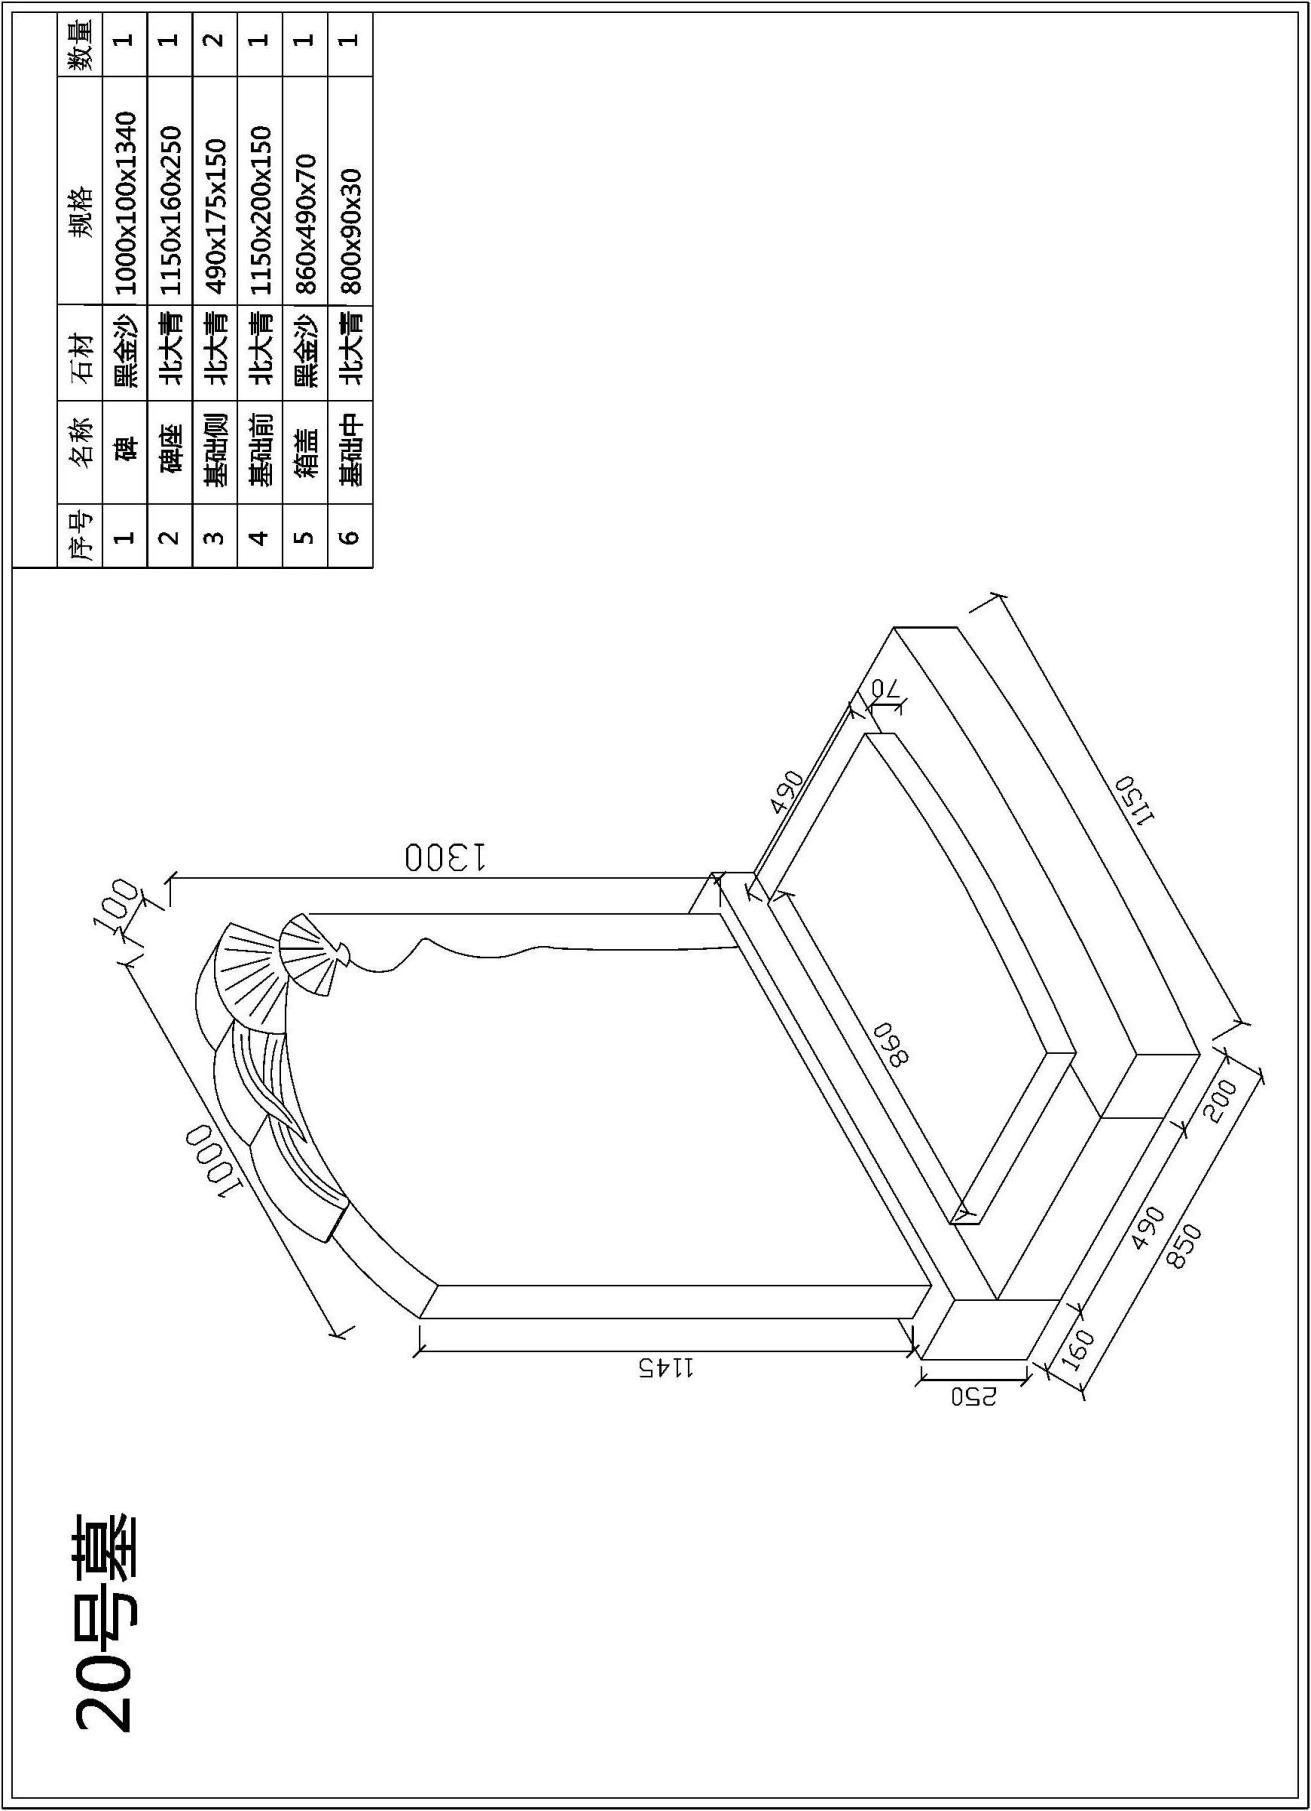 20号墓
序号 名称 石材 规格 数量
1 碑 黑金沙 1000x100x1340 1
2 碑座 北大青 1150x160x250 1
3 基础侧 北大青 490x175x150 2
4 基础前 北大青 1150x200x150 1
5 箱盖 黑金沙 860x490x70 1
6 基础中 北大青 800x90x30 1
100
1000
1300
1145
490
70
860
1150
250
160
490
200
850